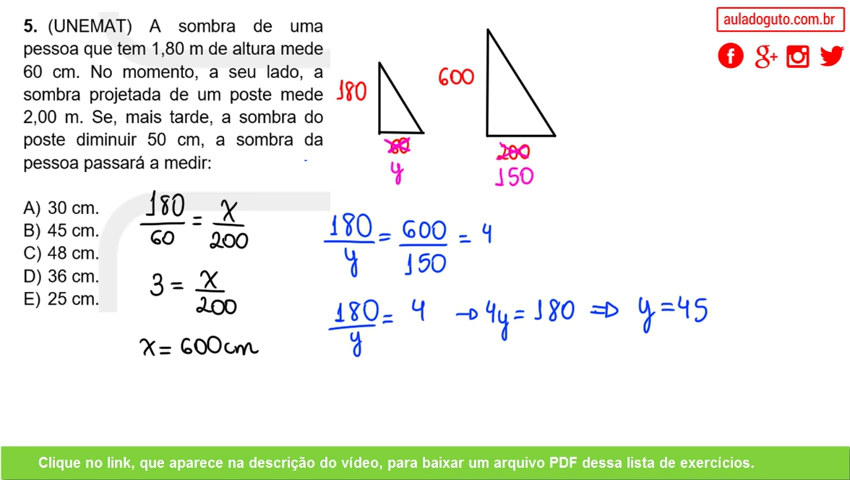 5. (UNEMAT) A sombra de uma
pessoa que tem 1,80 m de altura mede
60 cm. No momento, a seu lado, a
sombra projetada de um poste mede
2,00 m. Se, mais tarde, a sombra do
poste diminuir 50 cm, a sombra da
pessoa passará a medir:
A) 30 cm.
B) 45 cm.
C) 48 cm.
D) 36 cm.
E) 25 cm.
180/60 = x/200
3 = x/200
x = 600cm
180
60
y
600
200
150
180/y = 600/150 = 4
180/y = 4 → 4y = 180 ⇒ y = 45
auladoguto.com.br
f g+
Clique no link, que aparece na descrição do vídeo, para baixar um arquivo PDF dessa lista de exercícios.